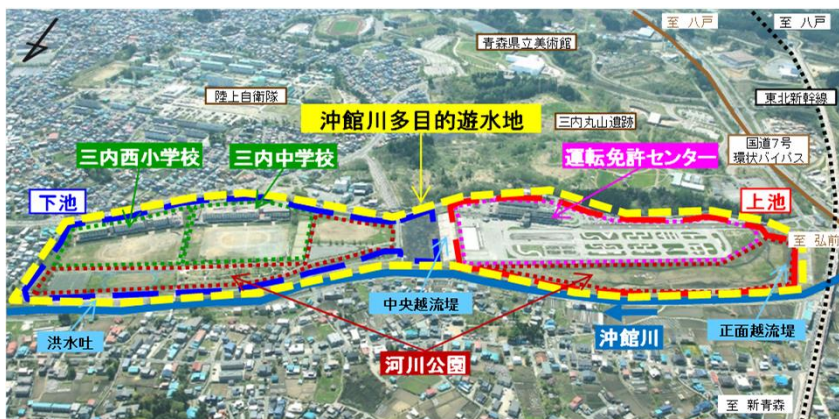 至 八戸
至 八戸
青森県立美術館
陸上自衛隊
東北新幹線
沖館川多目的遊水地
三内丸山遺跡
国道7号
環状バイパス
三内西小学校
三内中学校
運転免許センター
下池
上池
至 弘前
中央越流堤
洪水吐
河川公園
沖館川
正面越流堤
至 新青森